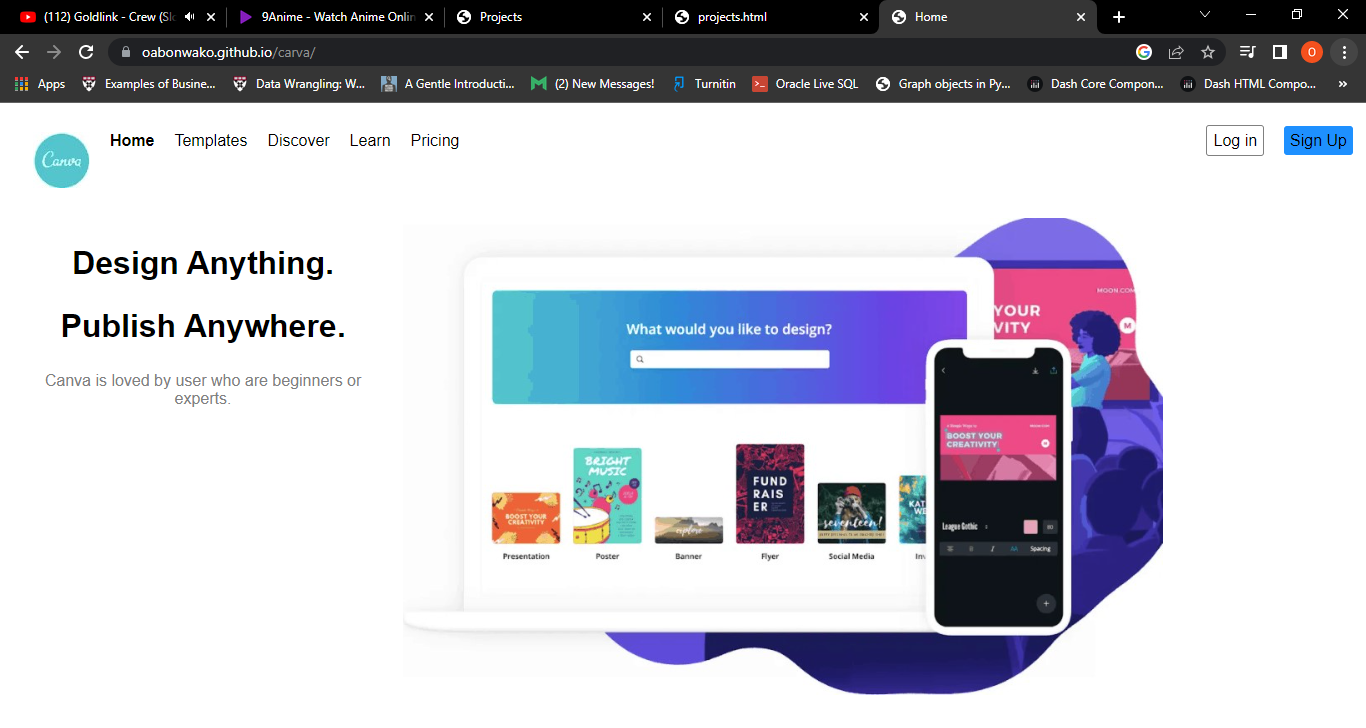 (112) Goldlink - Crew (Sk
9Anime - Watch Anime Onlin
Projects
projects.html
Home
oabonwako.github.io/carva/
O
Apps
Examples of Busine...
Data Wrangling: W...
A Gentle Introducti...
(2) New Messages!
Turnitin
Oracle Live SQL
Graph objects in Py...
Dash Core Compon...
Dash HTML Compo...
»
Canva
Home
Templates
Discover
Learn
Pricing
Log in
Sign Up
Design Anything.
Publish Anywhere.
Canva is loved by user who are beginners or
experts.
What would you like to design?
MOON.COM
YOUR
IVITY
M
BOOST YOUR
CREATIVITY
BRIGHT
MUSIC
explore
FUND
RAIS
ER
seventeen!
KAT
WE
Presentation
Poster
Banner
Flyer
Social Media
In
BOOST YOUR
CREATIVITY
League Gothic
80
B
I
AA
Spacing
+